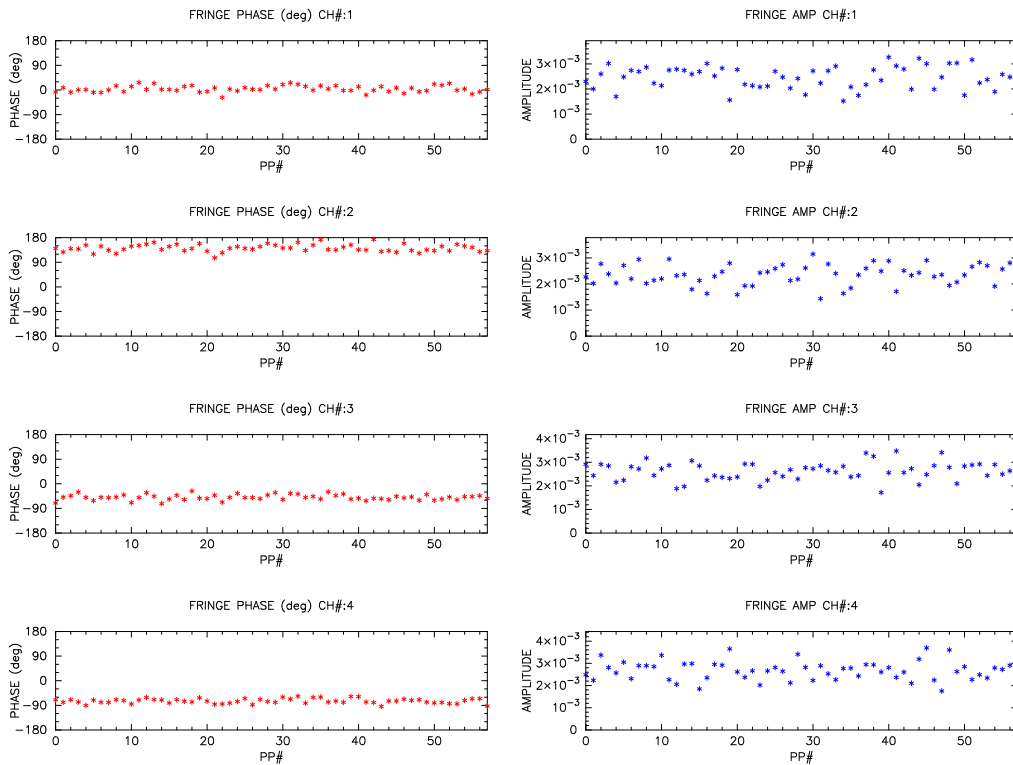 FRINGE PHASE (deg) CH#:1
FRINGE AMP CH#:1
180
90
0
-90
-180
PHASE (deg)
0 10 20 30 40 50
PP#
3×10⁻³
2×10⁻³
10⁻³
0
AMPLITUDE
0 10 20 30 40 50
PP#
FRINGE PHASE (deg) CH#:2
FRINGE AMP CH#:2
180
90
0
-90
-180
PHASE (deg)
0 10 20 30 40 50
PP#
3×10⁻³
2×10⁻³
10⁻³
0
AMPLITUDE
0 10 20 30 40 50
PP#
FRINGE PHASE (deg) CH#:3
FRINGE AMP CH#:3
180
90
0
-90
-180
PHASE (deg)
0 10 20 30 40 50
PP#
4×10⁻³
3×10⁻³
2×10⁻³
10⁻³
0
AMPLITUDE
0 10 20 30 40 50
PP#
FRINGE PHASE (deg) CH#:4
FRINGE AMP CH#:4
180
90
0
-90
-180
PHASE (deg)
0 10 20 30 40 50
PP#
4×10⁻³
3×10⁻³
2×10⁻³
10⁻³
0
AMPLITUDE
0 10 20 30 40 50
PP#